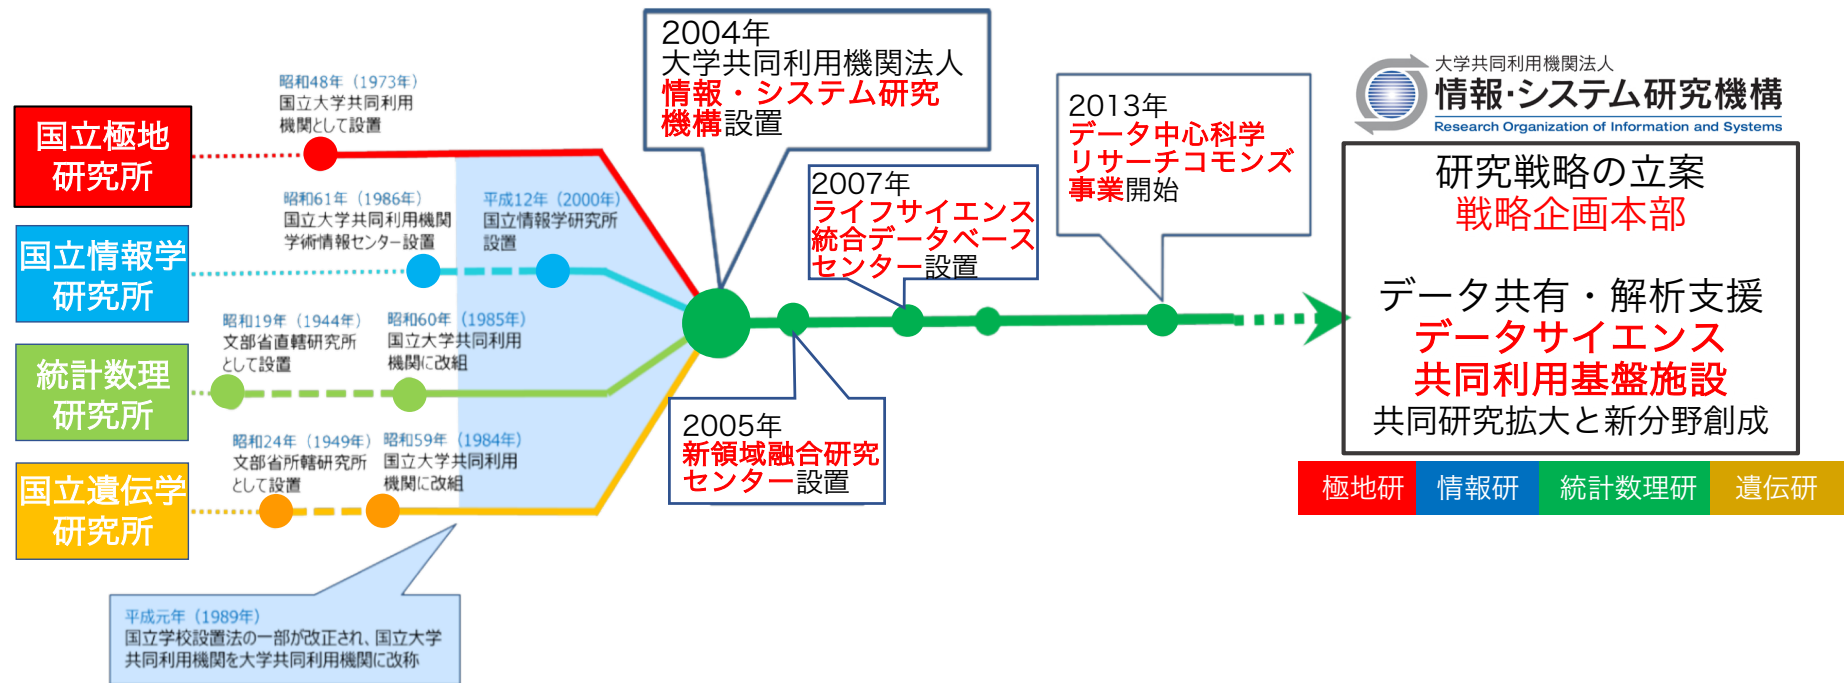 国立極地
研究所
昭和48年（1973年）
国立大学共同利用
機関として設置
国立情報学
研究所
昭和61年（1986年）
国立大学共同利用機関
学術情報センター設置
平成12年（2000年）
国立情報学研究所
設置
統計数理
研究所
昭和19年（1944年）
文部省直轄研究所
として設置
昭和60年（1985年）
国立大学共同利用
機関に改組
国立遺伝学
研究所
昭和24年（1949年）
文部省所轄研究所
として設置
昭和59年（1984年）
国立大学共同利用
機関に改組
平成元年（1989年）
国立学校設置法の一部が改正され、国立大学
共同利用機関を大学共同利用機関に改称
2004年
大学共同利用機関法人
情報・システム研究
機構設置
2005年
新領域融合研究
センター設置
2007年
ライフサイエンス
統合データベース
センター設置
2013年
データ中心科学
リサーチコモンズ
事業開始
大学共同利用機関法人
情報・システム研究機構
Research Organization of Information and Systems
研究戦略の立案
戦略企画本部
データ共有・解析支援
データサイエンス
共同利用基盤施設
共同研究拡大と新分野創成
極地研 情報研 統計数理研 遺伝研